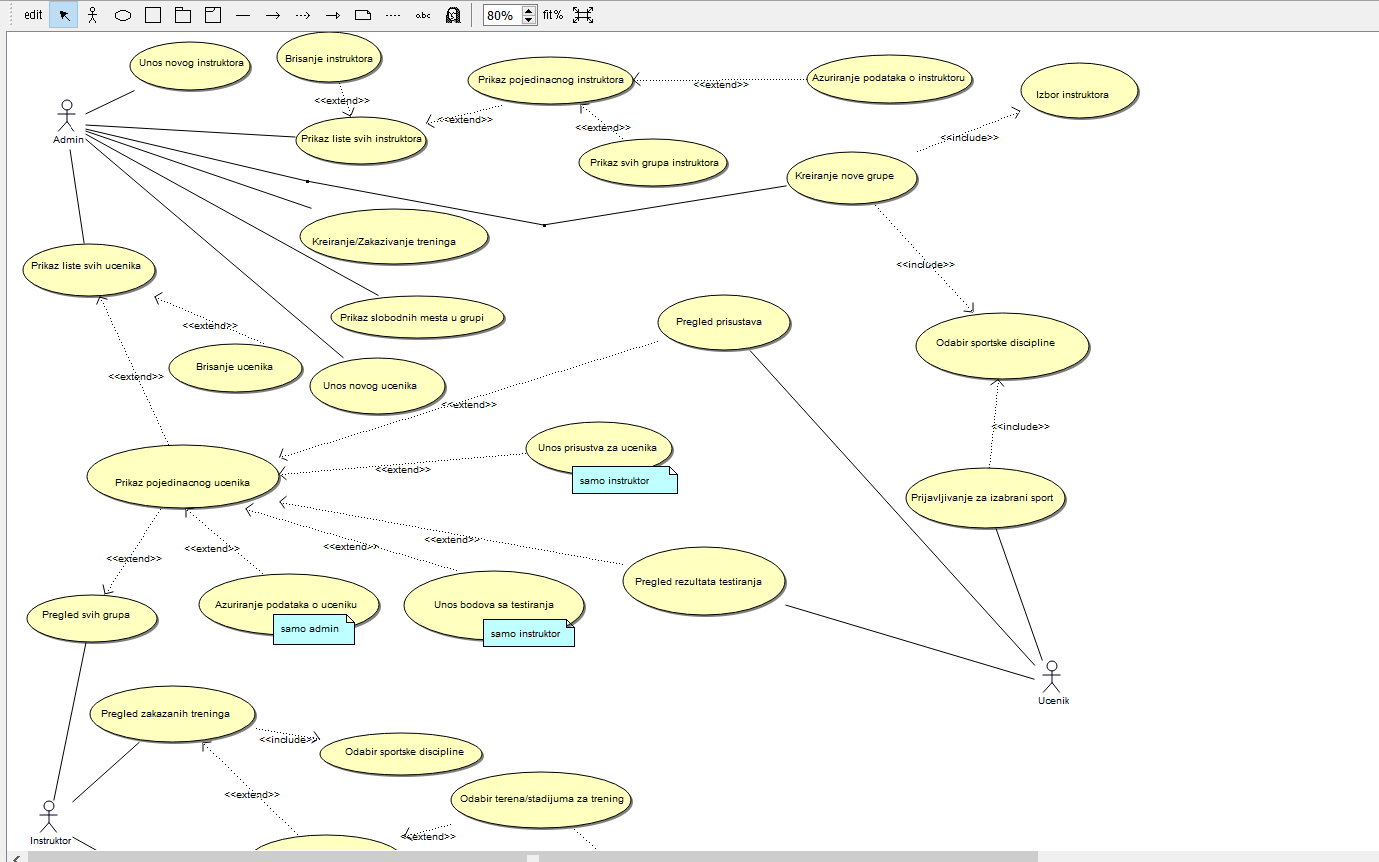 edit
abc
80%
fit%
Unos novog instruktora
Brisanje instruktora
Prikaz pojedinacnog instruktora
<<extend>>
Azuriranje podataka o instruktoru
Izbor instruktora
<<extend>>
<<extend>>
<<extend>>
<<include>>
Admin
Prikaz liste svih instruktora
Prikaz svih grupa instruktora
Kreiranje nove grupe
Kreiranje/Zakazivanje treninga
Prikaz liste svih ucenika
<<include>>
Prikaz slobodnih mesta u grupi
Pregled prisustava
<<extend>>
Odabir sportske discipline
Brisanje ucenika
<<extend>>
Unos novog ucenika
<<extend>>
<<include>>
Unos prisustva za ucenika
<<extend>>
samo instruktor
Prikaz pojedinacnog ucenika
Prijavljivanje za izabrani sport
<<extend>>
<<extend>>
<<extend>>
<<extend>>
Pregled rezultata testiranja
Pregled svih grupa
Azuriranje podataka o uceniku
samo admin
Unos bodova sa testiranja
samo instruktor
Ucenik
Pregled zakazanih treninga
<<include>>
Odabir sportske discipline
<<extend>>
Odabir terena/stadijuma za trening
Instruktor
<<extend>>